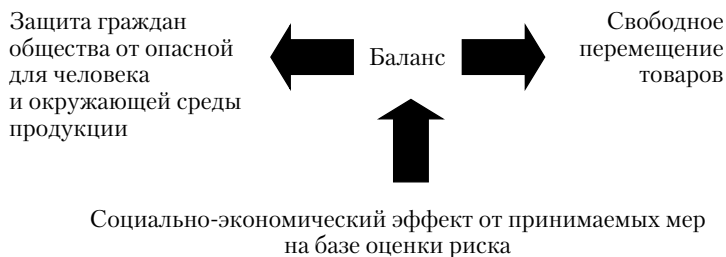 Защита граждан
общества от опасной
для человека
и окружающей среды
продукции
Баланс
Свободное
перемещение
товаров
Социально-экономический эффект от принимаемых мер
на базе оценки риска